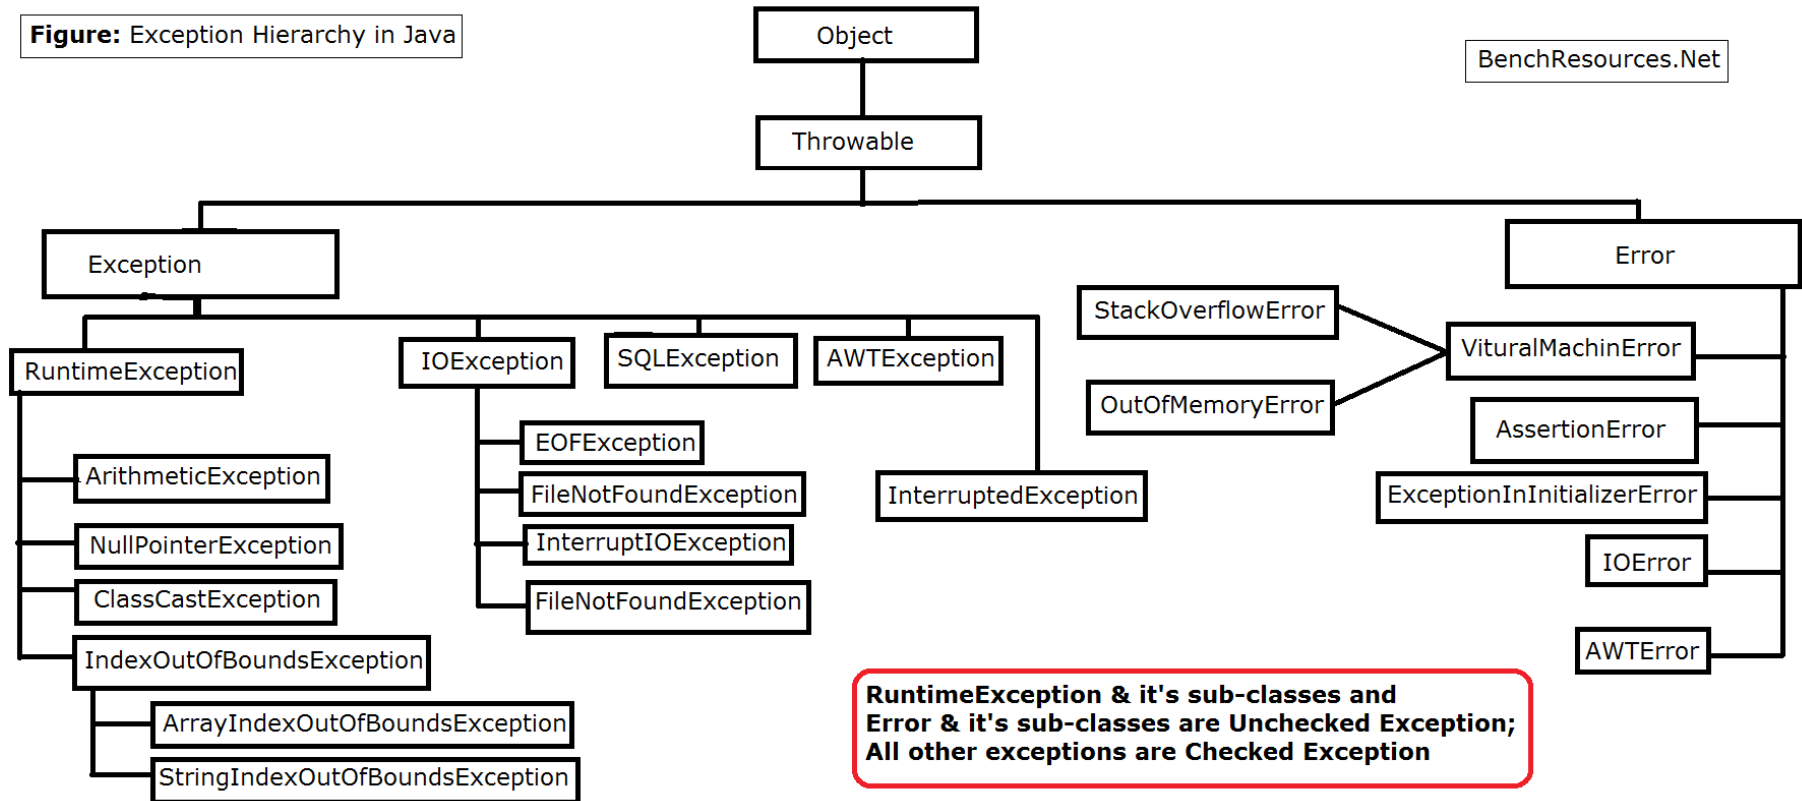 Figure: Exception Hierarchy in Java
Object
BenchResources.Net
Throwable
Exception
Error
StackOverflowError
VituralMachinError
OutOfMemoryError
RuntimeException
IOException
SQLException
AWTException
AssertionError
EOFException
ArithmeticException
FileNotFoundException
InterruptedException
ExceptionInInitializerError
NullPointerException
InterruptIOException
IOError
ClassCastException
FileNotFoundException
IndexOutOfBoundsException
AWTError
ArrayIndexOutOfBoundsException
StringIndexOutOfBoundsException
RuntimeException & it's sub-classes and
Error & it's sub-classes are Unchecked Exception;
All other exceptions are Checked Exception